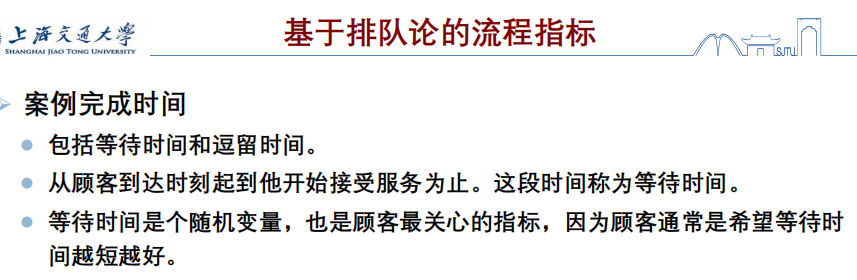 上海交通大学
SHANGHAI JIAO TONG UNIVERSITY
基于排队论的流程指标
SJTU
案例完成时间
包括等待时间和逗留时间。
从顾客到达时刻起到他开始接受服务为止。这段时间称为等待时间。
等待时间是个随机变量，也是顾客最关心的指标，因为顾客通常是希望等待时
间越短越好。